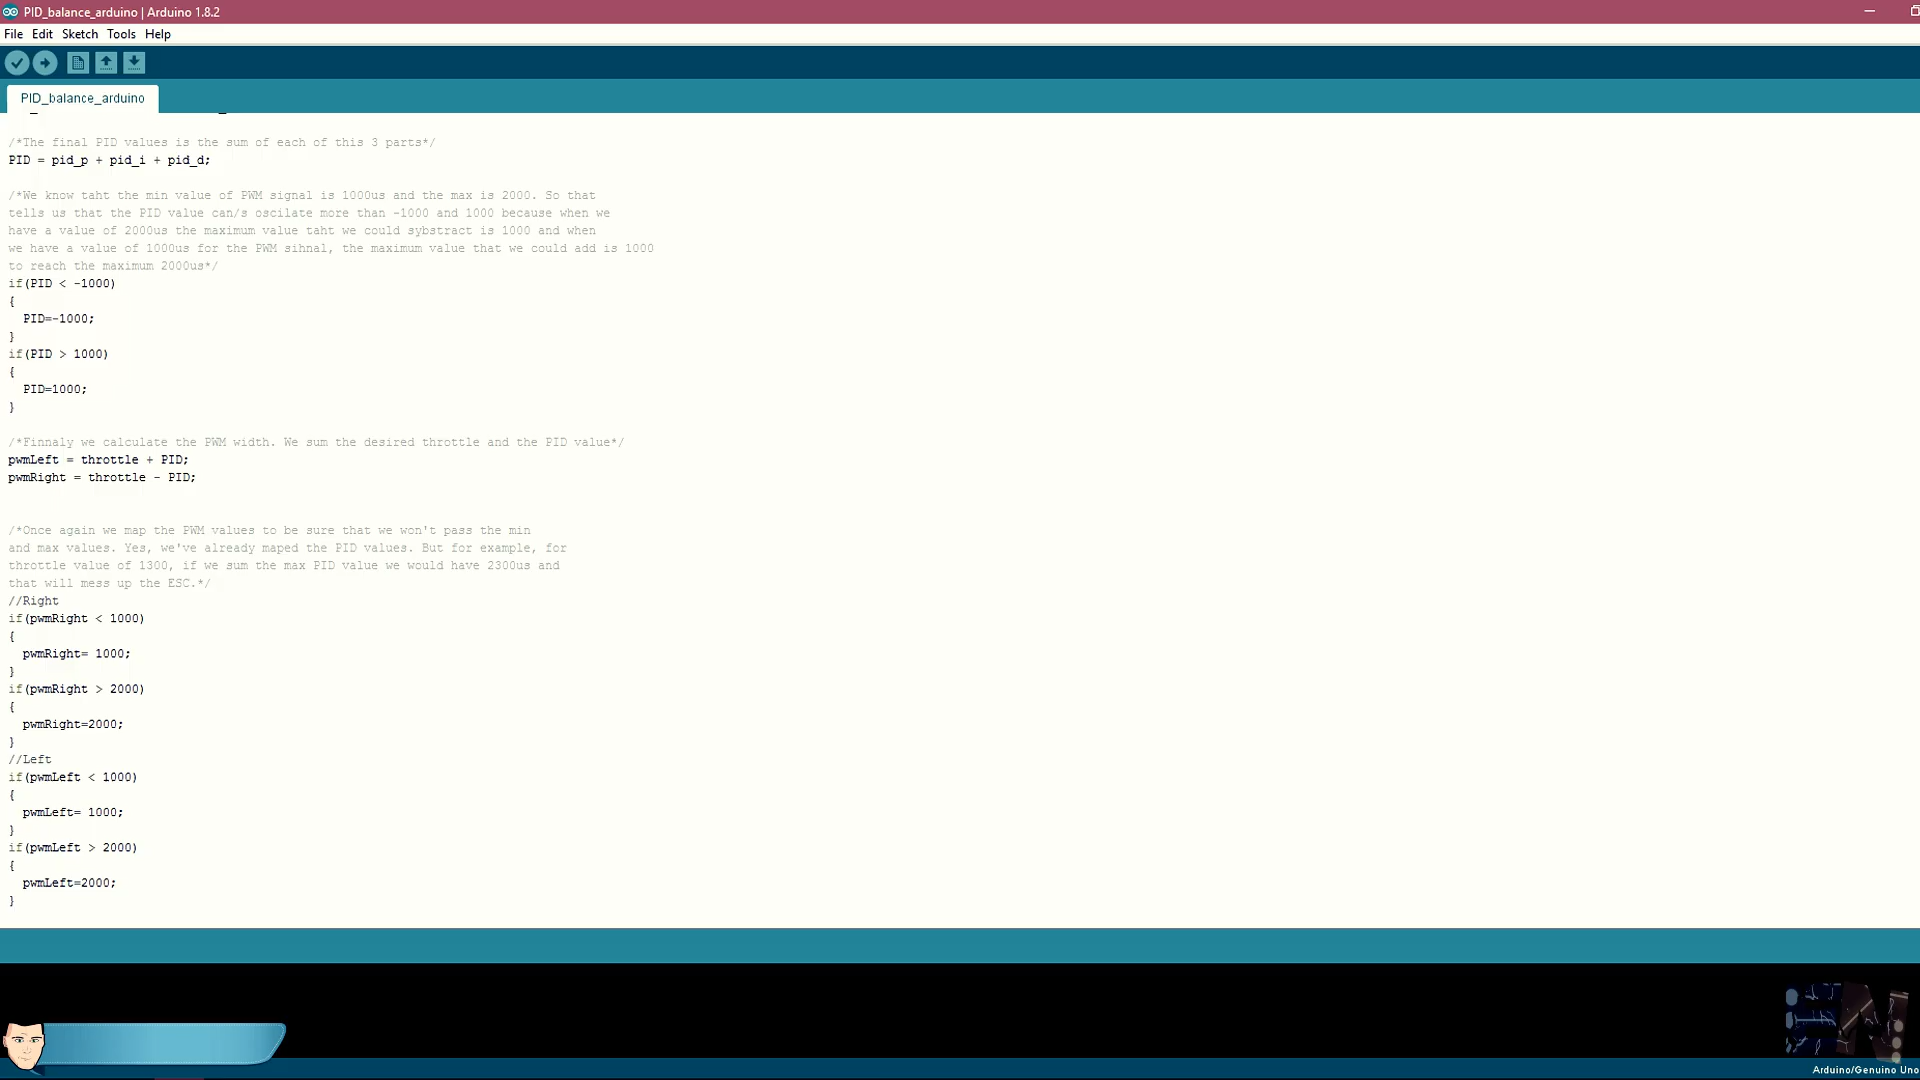 PID_balance_arduino | Arduino 1.8.2
File Edit Sketch Tools Help
PID_balance_arduino
/*The final PID values is the sum of each of this 3 parts*/
PID = pid_p + pid_i + pid_d;
/*We know taht the min value of PWM signal is 1000us and the max is 2000. So that
tells us that the PID value can/s oscilate more than -1000 and 1000 because when we
have a value of 2000us the maximum value taht we could sybstract is 1000 and when
we have a value of 1000us for the PWM sihnal, the maximum value that we could add is 1000
to reach the maximum 2000us*/
if(PID < -1000)
{
PID=-1000;
}
if(PID > 1000)
{
PID=1000;
}
/*Finnaly we calculate the PWM width. We sum the desired throttle and the PID value*/
pwmLeft = throttle + PID;
pwmRight = throttle - PID;
/*Once again we map the PWM values to be sure that we won't pass the min
and max values. Yes, we've already maped the PID values. But for example, for
throttle value of 1300, if we sum the max PID value we would have 2300us and
that will mess up the ESC.*/
//Right
if(pwmRight < 1000)
{
pwmRight= 1000;
}
if(pwmRight > 2000)
{
pwmRight=2000;
}
//Left
if(pwmLeft < 1000)
{
pwmLeft= 1000;
}
if(pwmLeft > 2000)
{
pwmLeft=2000;
}
Arduino/Genuino Uno